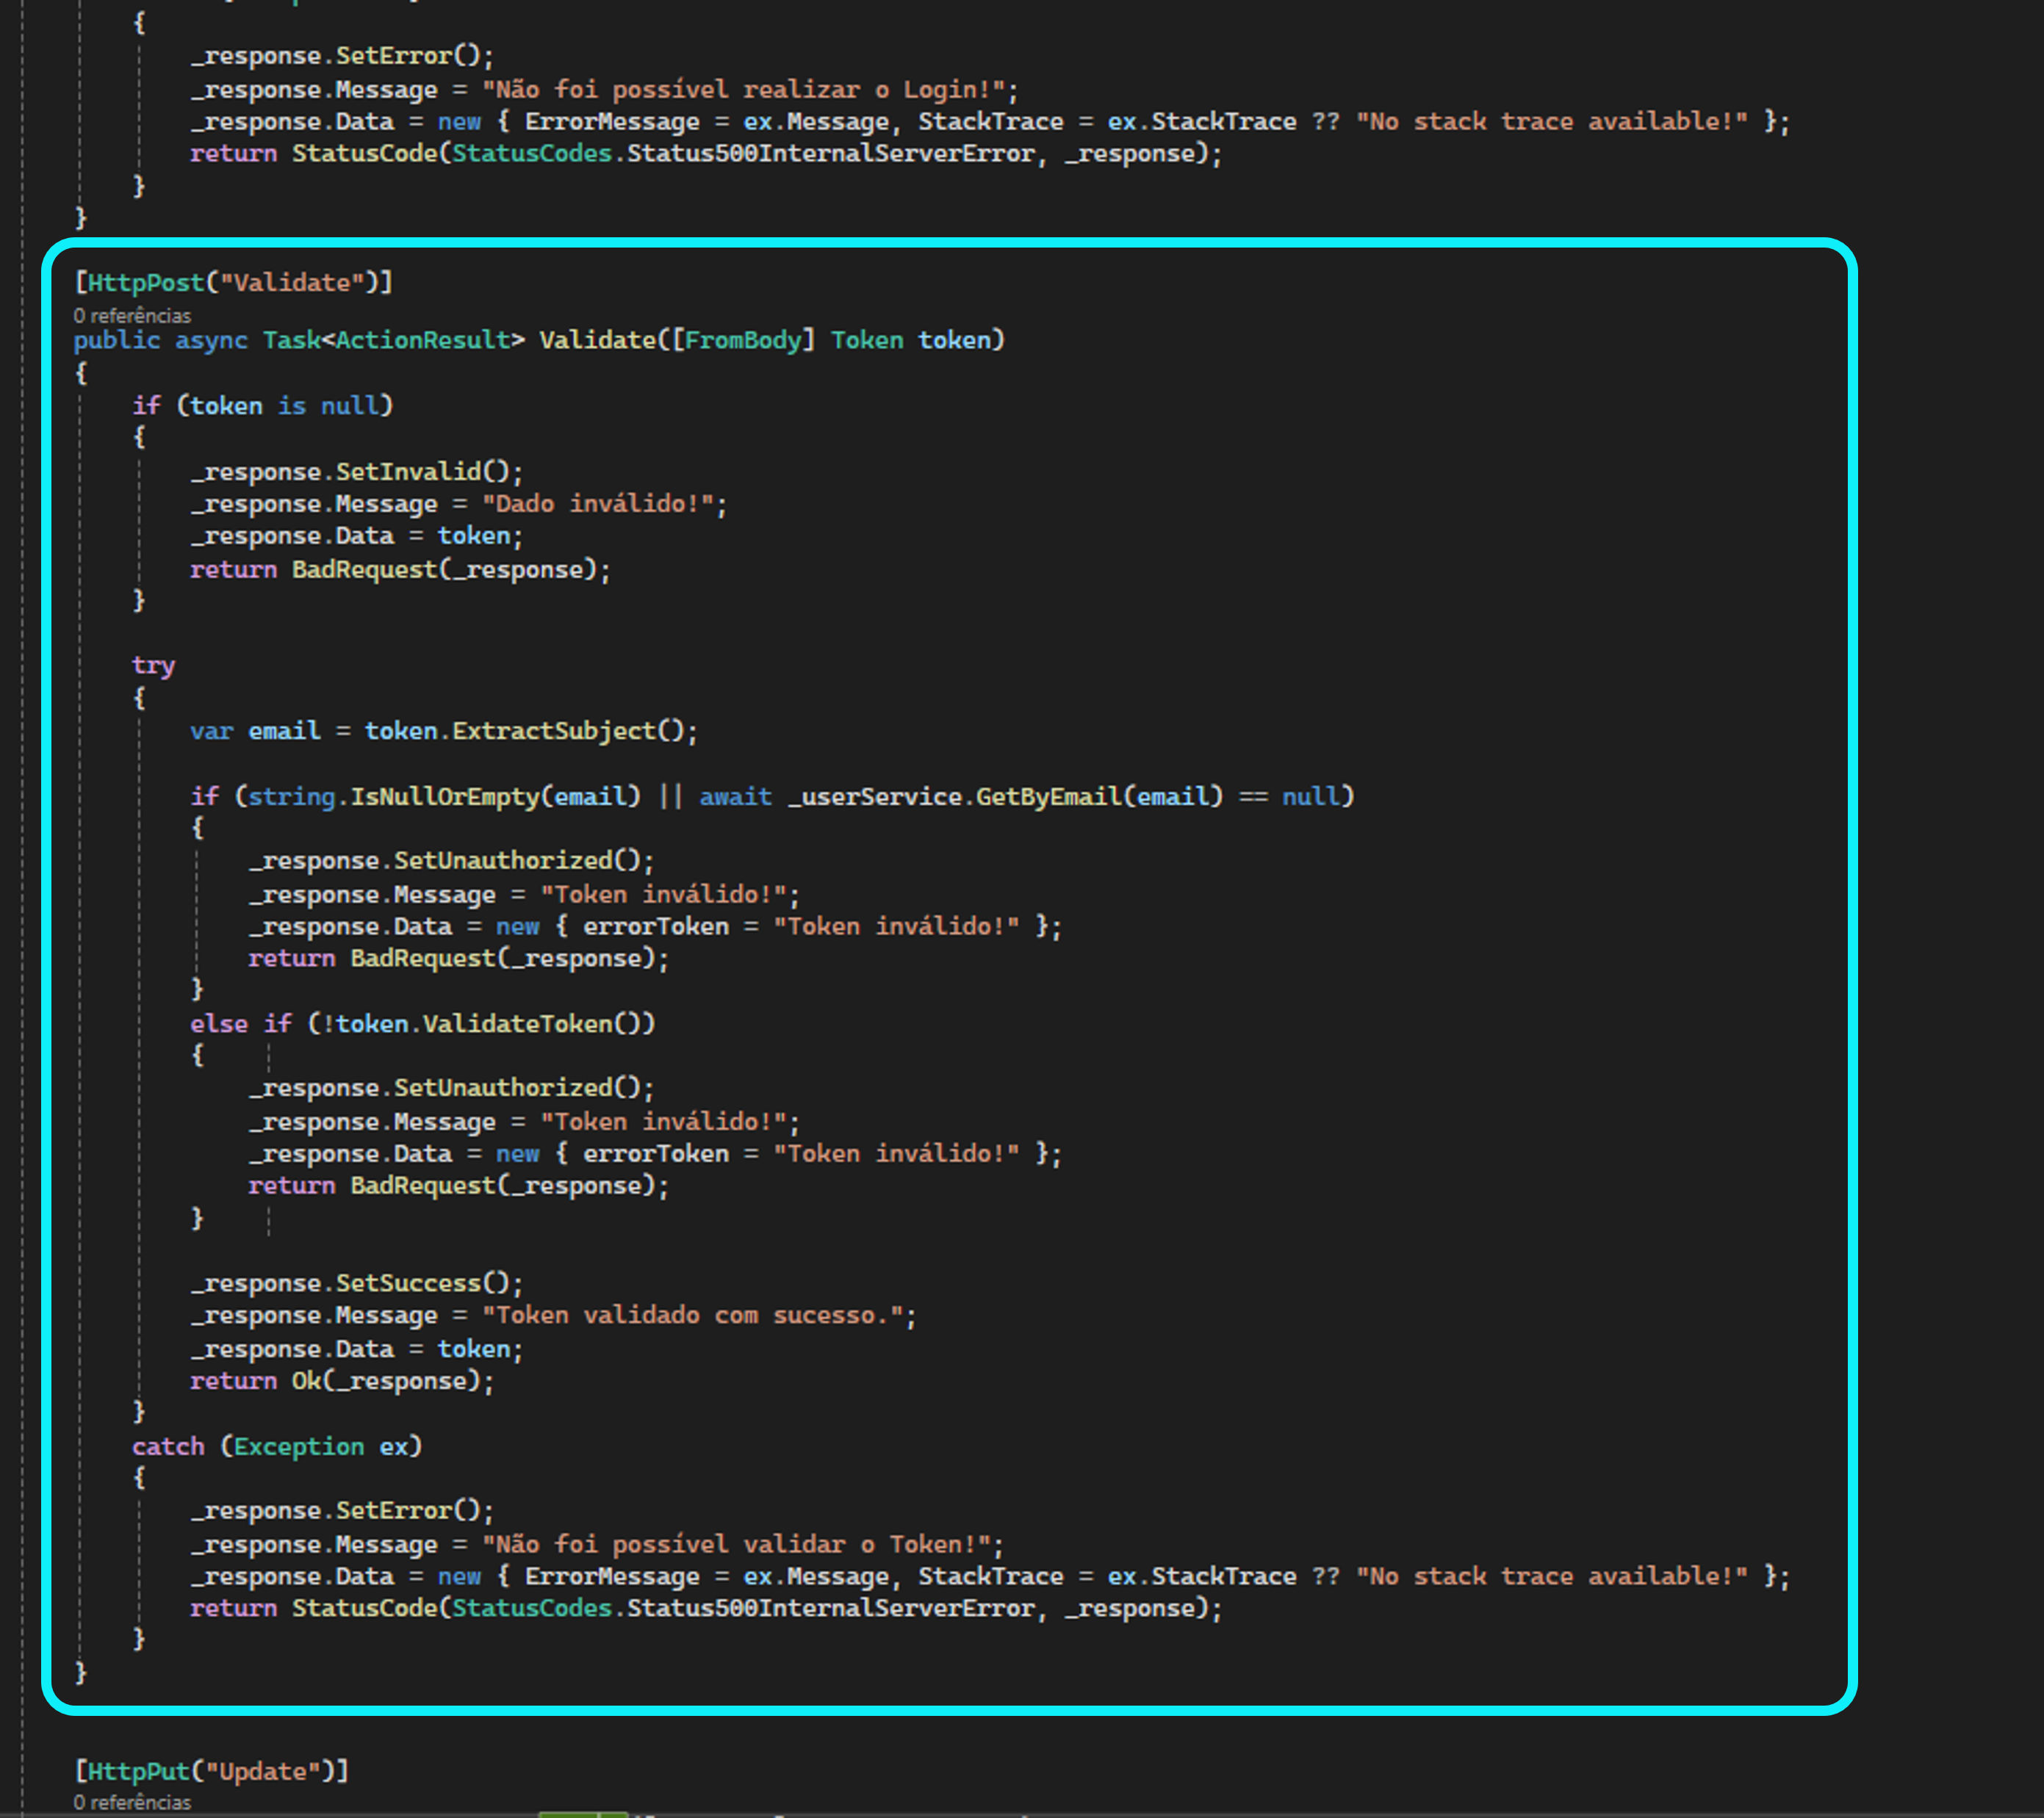 {
_response.SetError();
_response.Message = "Não foi possível realizar o Login!";
_response.Data = new { ErrorMessage = ex.Message, StackTrace = ex.StackTrace ?? "No stack trace available!" };
return StatusCode(StatusCodes.Status500InternalServerError, _response);
}
}
[HttpPost("Validate")]
0 referências
public async Task<ActionResult> Validate([FromBody] Token token)
{
if (token is null)
{
_response.SetInvalid();
_response.Message = "Dado inválido!";
_response.Data = token;
return BadRequest(_response);
}
try
{
var email = token.ExtractSubject();
if (string.IsNullOrEmpty(email) || await _userService.GetByEmail(email) == null)
{
_response.SetUnauthorized();
_response.Message = "Token inválido!";
_response.Data = new { errorToken = "Token inválido!" };
return BadRequest(_response);
}
else if (!token.ValidateToken())
{
_response.SetUnauthorized();
_response.Message = "Token inválido!";
_response.Data = new { errorToken = "Token inválido!" };
return BadRequest(_response);
}
_response.SetSuccess();
_response.Message = "Token validado com sucesso.";
_response.Data = token;
return Ok(_response);
}
catch (Exception ex)
{
_response.SetError();
_response.Message = "Não foi possível validar o Token!";
_response.Data = new { ErrorMessage = ex.Message, StackTrace = ex.StackTrace ?? "No stack trace available!" };
return StatusCode(StatusCodes.Status500InternalServerError, _response);
}
}
[HttpPut("Update")]
0 referências